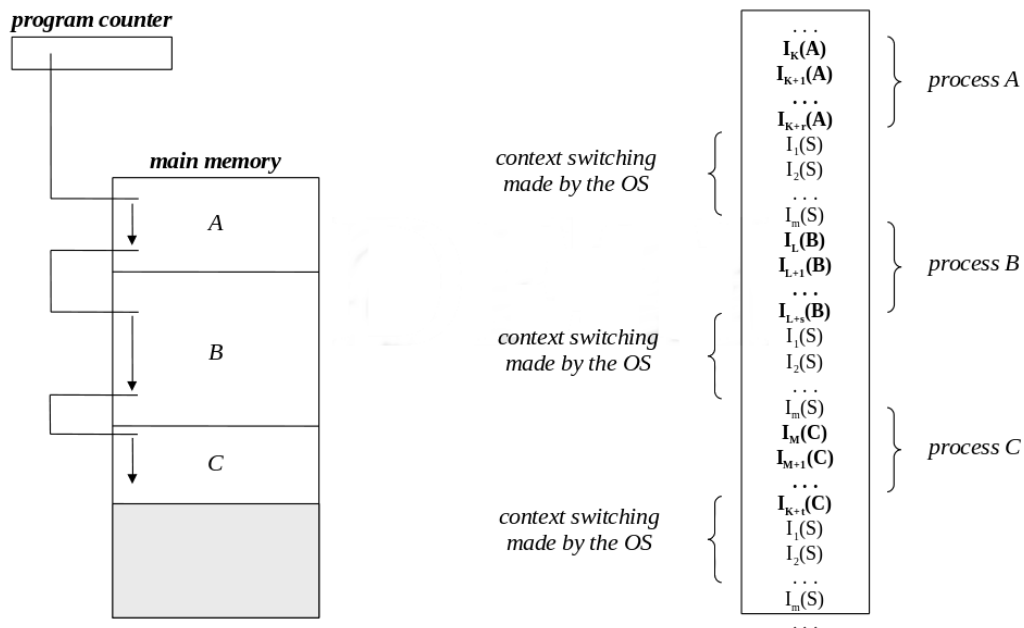 program counter
main memory
A
B
C
. . .
I_K(A)
I_K+1(A)
. . .
I_K+r(A)
I_1(S)
I_2(S)
. . .
I_m(S)
I_L(B)
I_L+1(B)
. . .
I_L+s(B)
I_1(S)
I_2(S)
. . .
I_m(S)
I_M(C)
I_M+1(C)
. . .
I_K+t(C)
I_1(S)
I_2(S)
. . .
I_m(S)
. . .
context switching
made by the OS
context switching
made by the OS
context switching
made by the OS
process A
process B
process C